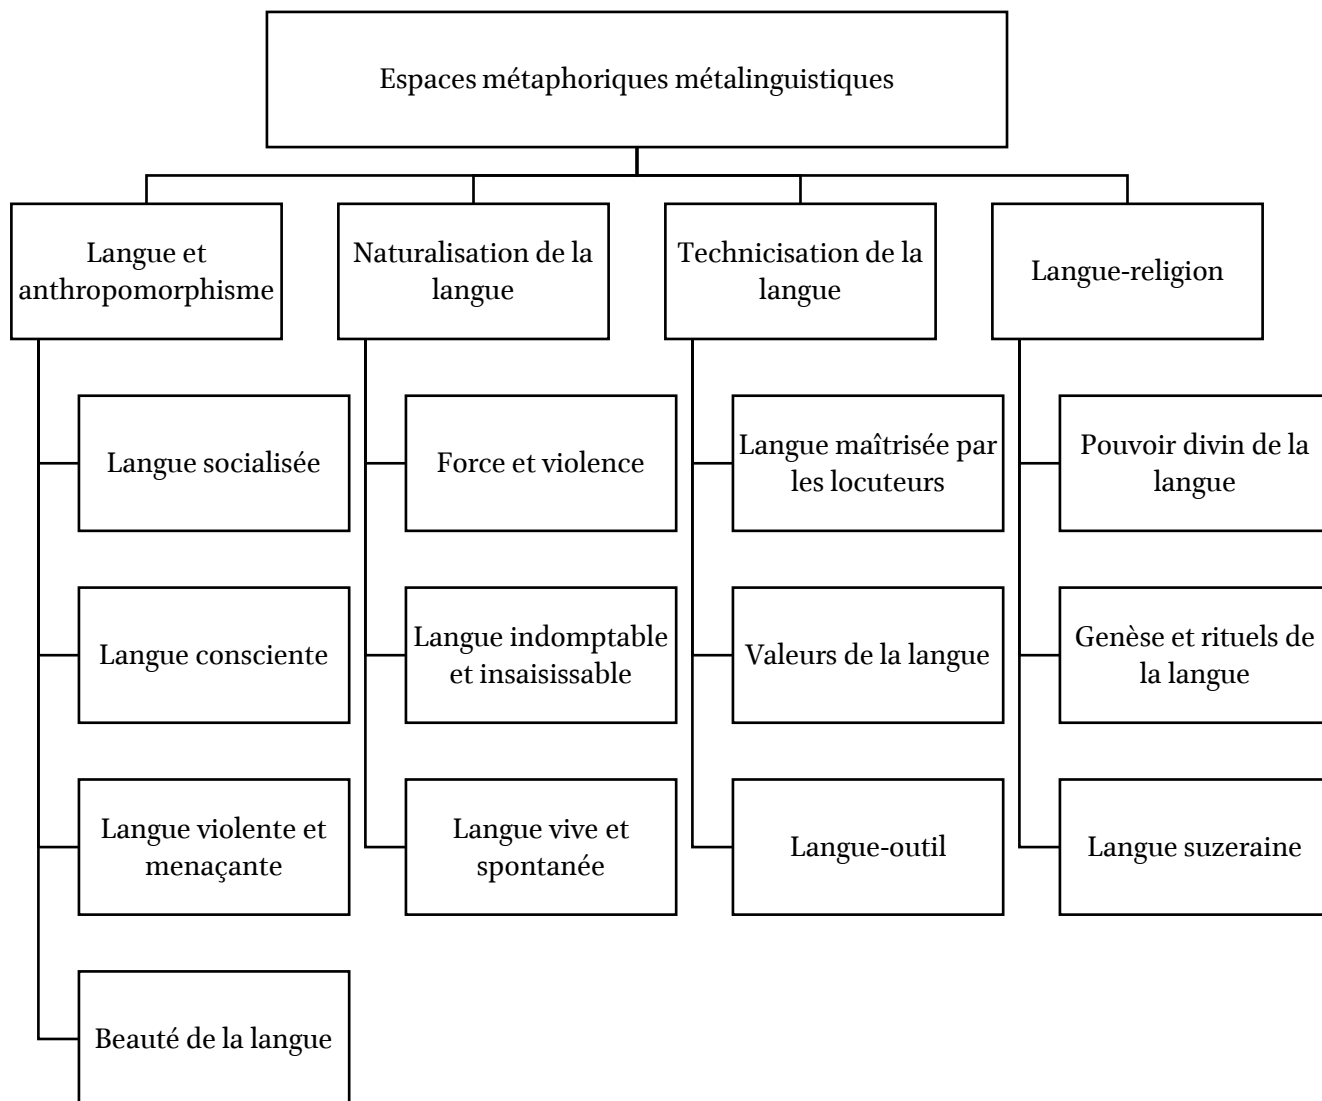 Espaces métaphoriques métalinguistiques
Langue et
anthropomorphisme
Naturalisation de la
langue
Technicisation de la
langue
Langue-religion
Langue socialisée
Force et violence
Langue maîtrisée par
les locuteurs
Pouvoir divin de la
langue
Langue consciente
Langue indomptable
et insaisissable
Valeurs de la langue
Genèse et rituels de
la langue
Langue violente et
menaçante
Langue vive et
spontanée
Langue-outil
Langue suzeraine
Beauté de la langue